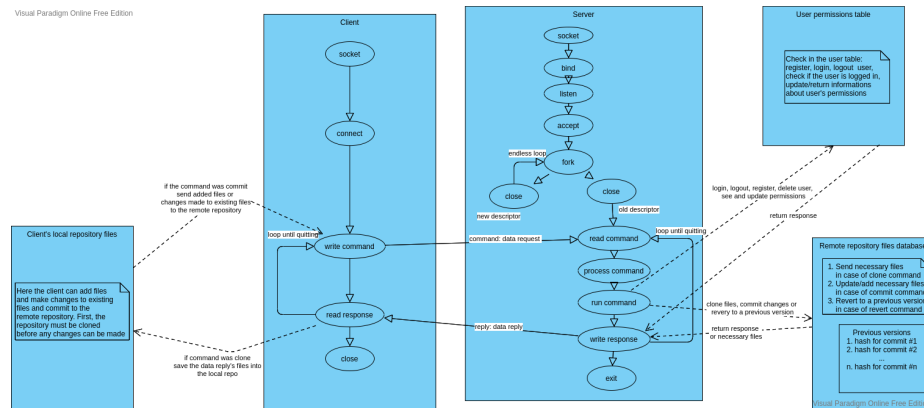 Visual Paradigm Online Free Edition
Client
socket
connect
loop until quitting
write command
read response
close
if the command was commit
send added files or
changes made to existing files
to the remote repository
Client's local repository files
Here the client can add files
and make changes to existing
files and commit to the
remote repository. First, the
repository must be cloned
before any changes can be made
if command was clone
save the data reply's files into
the local repo
command: data request
reply: data reply
Server
socket
bind
listen
accept
endless loop
fork
close
new descriptor
close
old descriptor
read command
loop until quitting
process command
run command
write response
exit
User permissions table
Check in the user table:
register, login, logout user,
check if the user is logged in,
update/return informations
about user's permissions
login, logout, register, delete user,
see and update permissions
return response
clone files, commit changes or
reverty to a previous version
return response
or necessary files
Remote repository files database
1. Send necessary files
in case of clone command
2. Update/add necessary files
in case of commit command
3. Revert to a previous version
in case of revert command
Previous versions
1. hash for commit #1
2. hash for commit #2
...
n. hash for commit #n
Visual Paradigm Online Free Edition